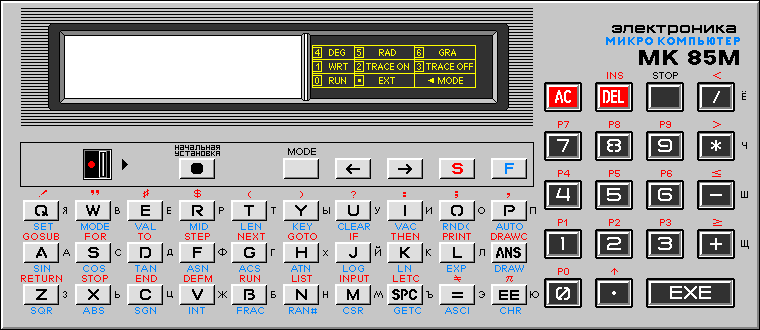 электроника
МИКРО КОМПЬЮТЕР
МК 85М
4 DEG 5 RAD 6 GRA
1 WRT 2 TRACE ON 3 TRACE OFF
0 RUN • EXT ◄ MODE
INS STOP <
AC DEL / Ё
P7 P8 P9 >
7 8 9 * Ч
НАЧАЛЬНАЯ
УСТАНОВКА
MODE
← → S F
P4 P5 P6 ≤
4 5 6 − Ш
" # $ ( ) ? : ; ,
Q Я W В E Е R Р T Т Y Ы U У I И O О P П
SET MODE VAL MID LEN KEY CLEAR VAC RND( AUTO
P1 P2 P3 ≥
1 2 3 + Щ
GOSUB FOR TO STEP NEXT GOTO IF THEN PRINT DRAWC
A А S С D Д F Ф G Г H Х J Й K К L Л ANS
SIN COS TAN ASN ACS ATN LOG LN EXP DRAW
P0 ↑
0 . EXE
RETURN STOP END DEFM RUN LIST INPUT LETC ≠ π
Z З X Ь C Ц V Ж B Б N Н M М SPC Ъ = Э EE Ю
SQR ABS SGN INT FRAC RAN# CSR GETC ASCI CHR